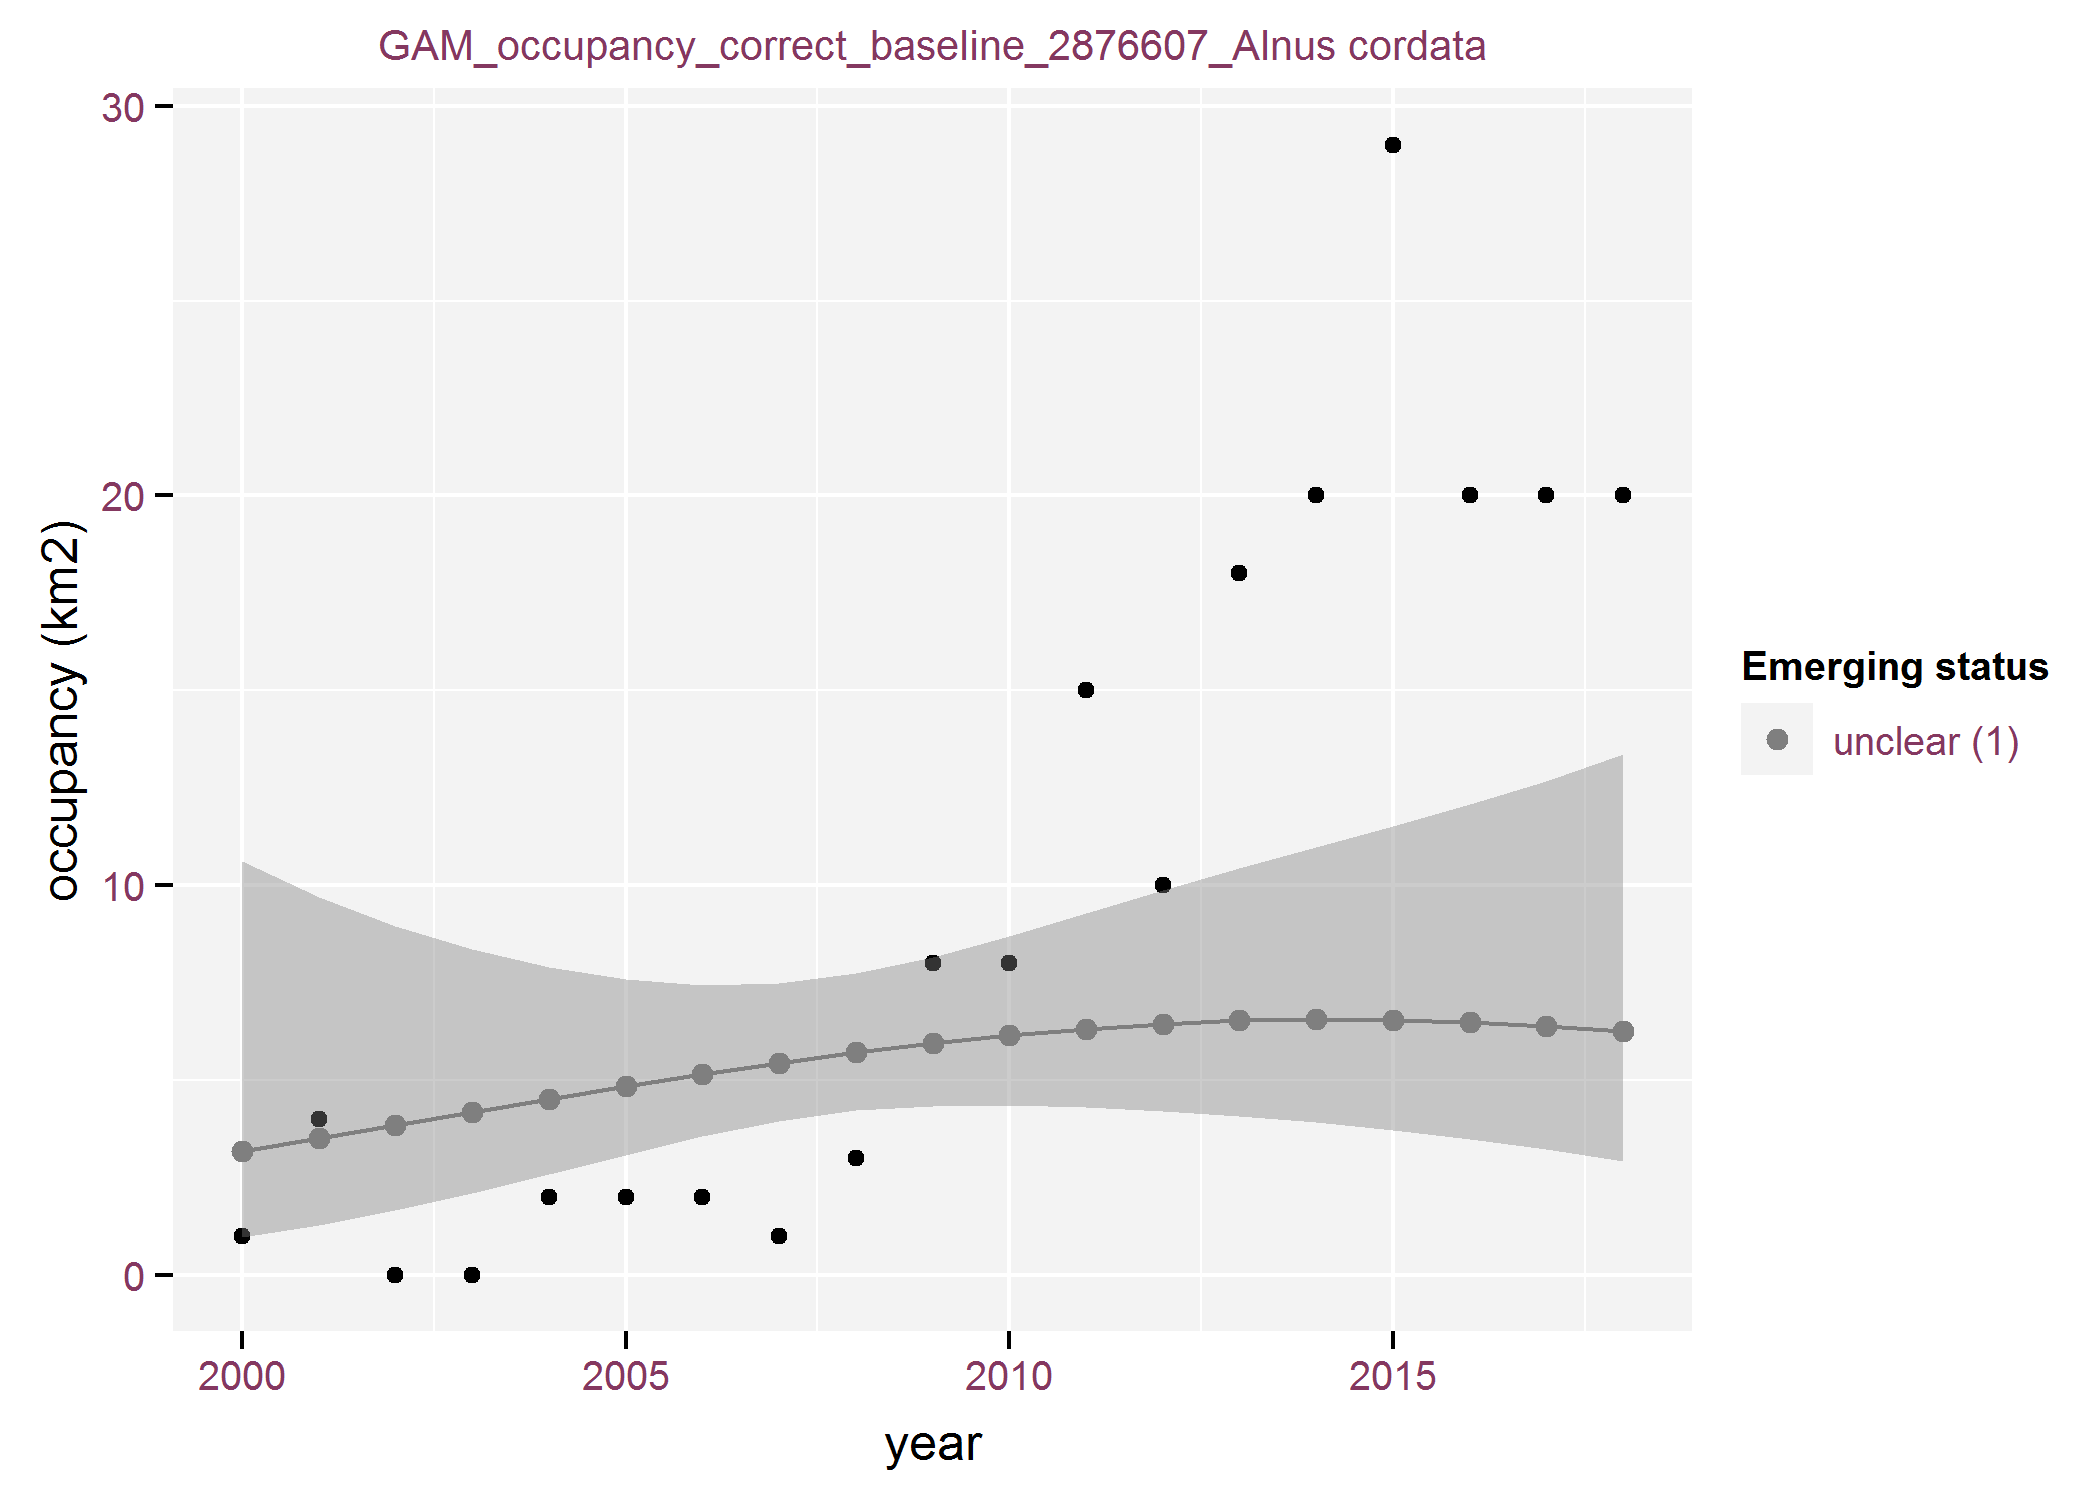 GAM_occupancy_correct_baseline_2876607_Alnus cordata
30
20
10
0
occupancy (km2)
2000
2005
2010
2015
year
Emerging status
unclear (1)